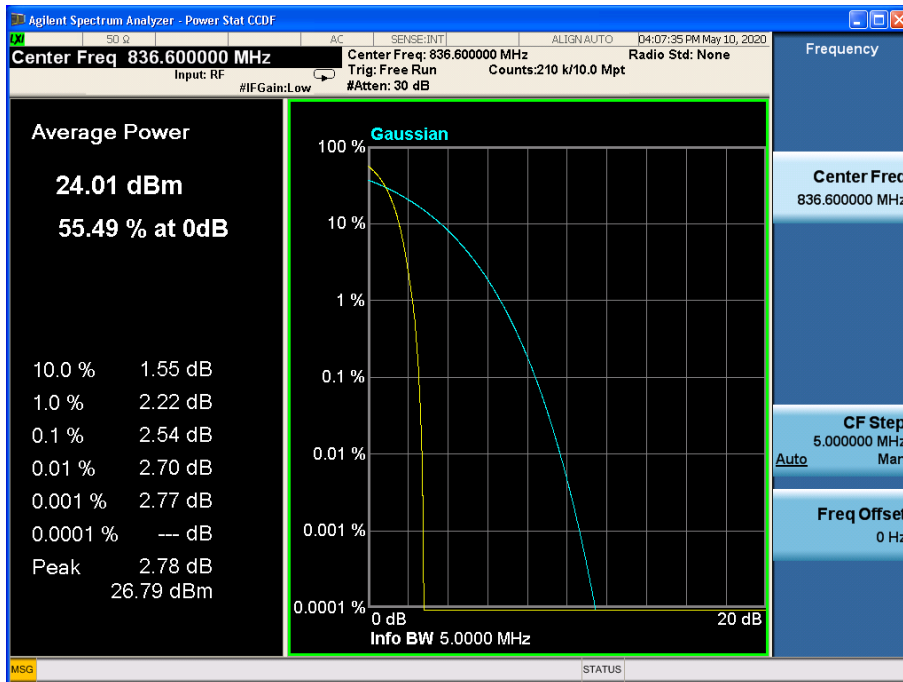 Agilent Spectrum Analyzer - Power Stat CCDF
LXI 50 Ω AC SENSE:INT ALIGN AUTO 04:07:35 PM May 10, 2020
Center Freq 836.600000 MHz
Input: RF
#IFGain:Low
Center Freq: 836.600000 MHz
Trig: Free Run Counts:210 k/10.0 Mpt
#Atten: 30 dB
Radio Std: None
Frequency
Average Power
24.01 dBm
55.49 % at 0dB
10.0 % 1.55 dB
1.0 % 2.22 dB
0.1 % 2.54 dB
0.01 % 2.70 dB
0.001 % 2.77 dB
0.0001 % --- dB
Peak 2.78 dB
26.79 dBm
Gaussian
100 %
10 %
1 %
0.1 %
0.01 %
0.001 %
0.0001 %
0 dB 20 dB
Info BW 5.0000 MHz
Center Freq
836.600000 MHz
CF Step
5.000000 MHz
Auto Man
Freq Offset
0 Hz
MSG STATUS